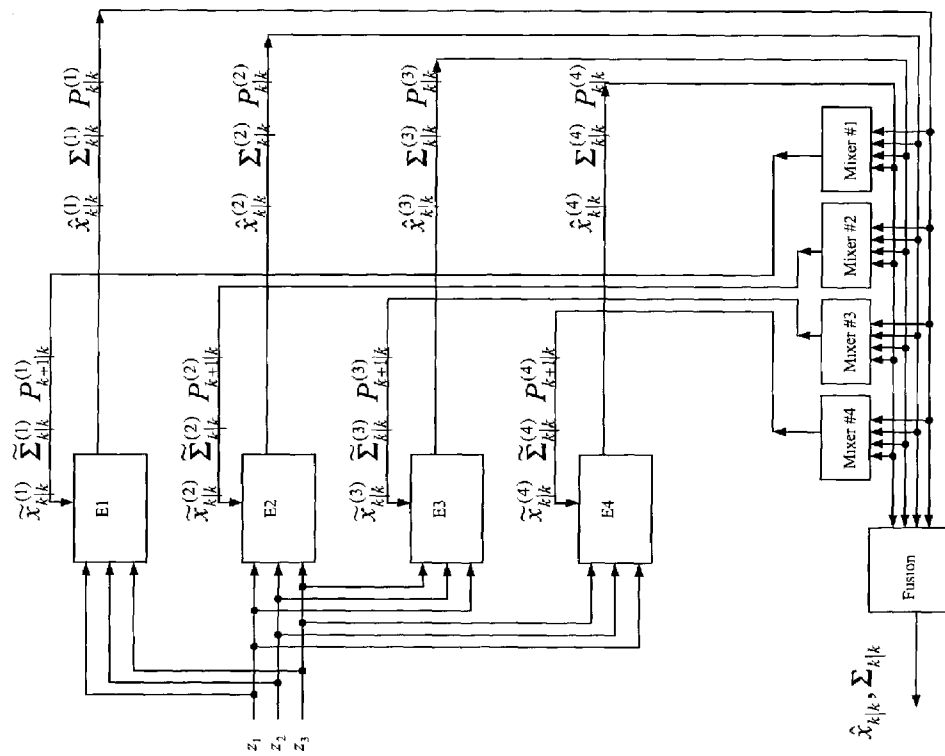 x̃_{k|k}^{(1)} Σ̃_{k|k}^{(1)} P_{k+1|k}^{(1)}
x̂_{k|k}^{(1)} Σ_{k|k}^{(1)} P_{k|k}^{(1)}
E1
x̃_{k|k}^{(2)} Σ̃_{k|k}^{(2)} P_{k+1|k}^{(2)}
x̂_{k|k}^{(2)} Σ_{k|k}^{(2)} P_{k|k}^{(2)}
E2
x̃_{k|k}^{(3)} Σ̃_{k|k}^{(3)} P_{k+1|k}^{(3)}
x̂_{k|k}^{(3)} Σ_{k|k}^{(3)} P_{k|k}^{(3)}
E3
x̃_{k|k}^{(4)} Σ̃_{k|k}^{(4)} P_{k+1|k}^{(4)}
x̂_{k|k}^{(4)} Σ_{k|k}^{(4)} P_{k|k}^{(4)}
E4
z_1
z_2
z_3
Mixer #1
Mixer #2
Mixer #3
Mixer #4
Fusion
x̂_{k|k}, Σ_{k|k}